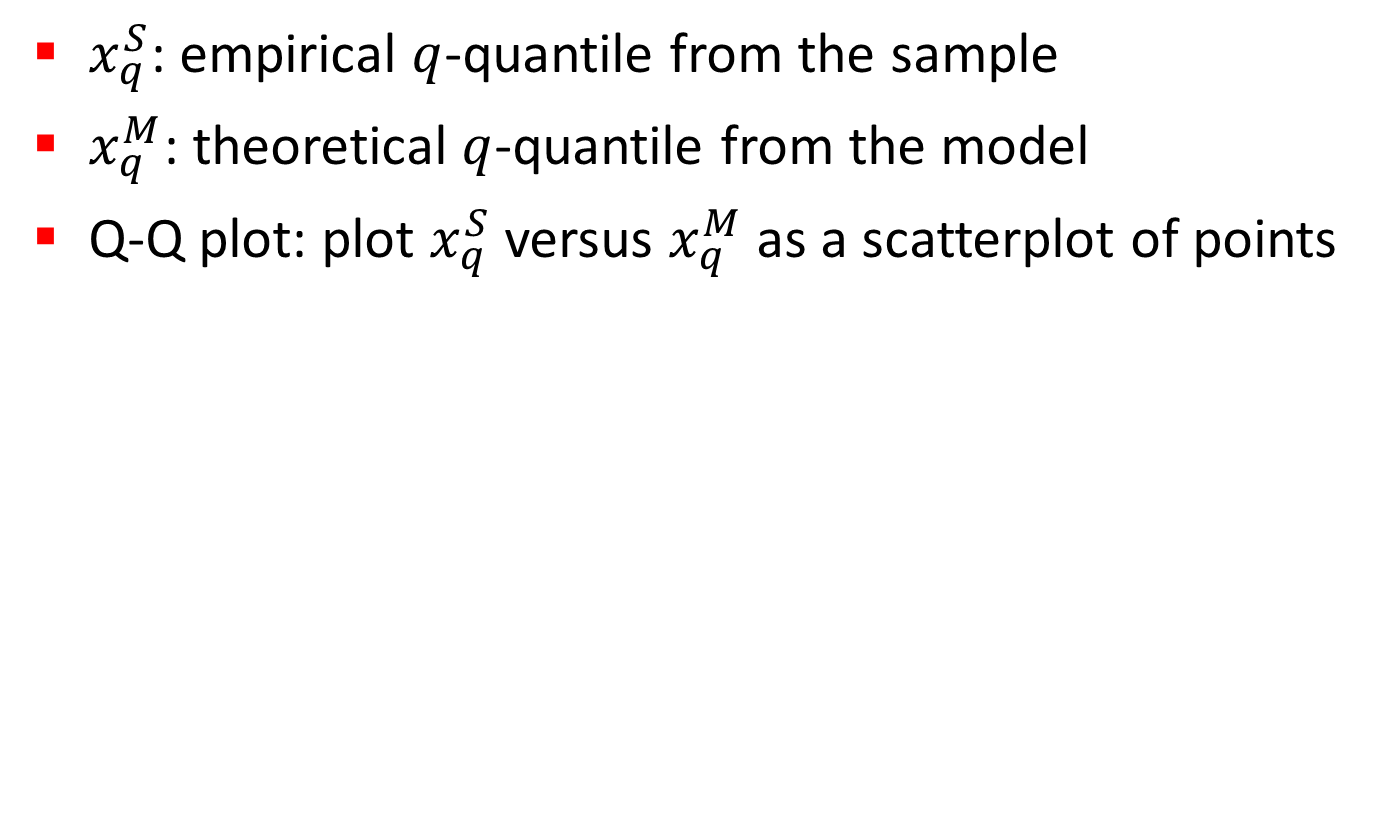 ▪ $x_q^S$: empirical $q$-quantile from the sample
▪ $x_q^M$: theoretical $q$-quantile from the model
▪ Q-Q plot: plot $x_q^S$ versus $x_q^M$ as a scatterplot of points